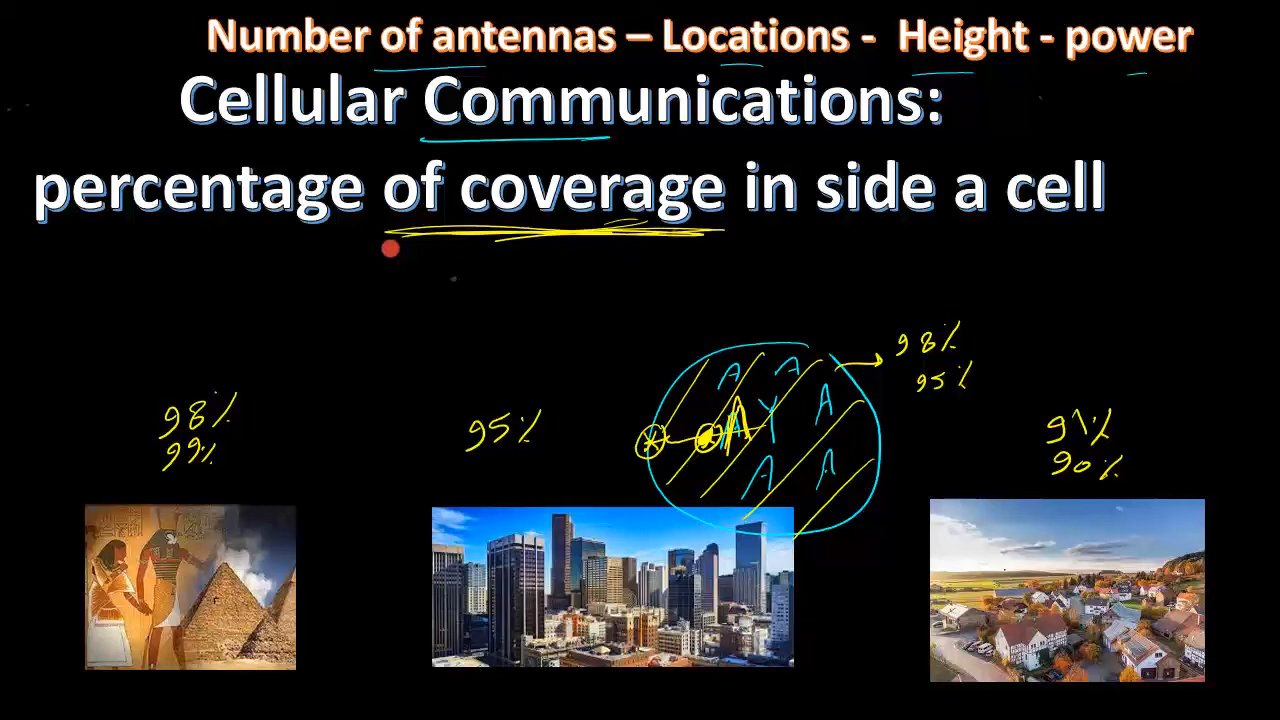 Number of antennas – Locations - Height - power
Cellular Communications:
percentage of coverage in side a cell
98%
95%
98%
99%
95%
A A
A Y A
A A
91%
90%